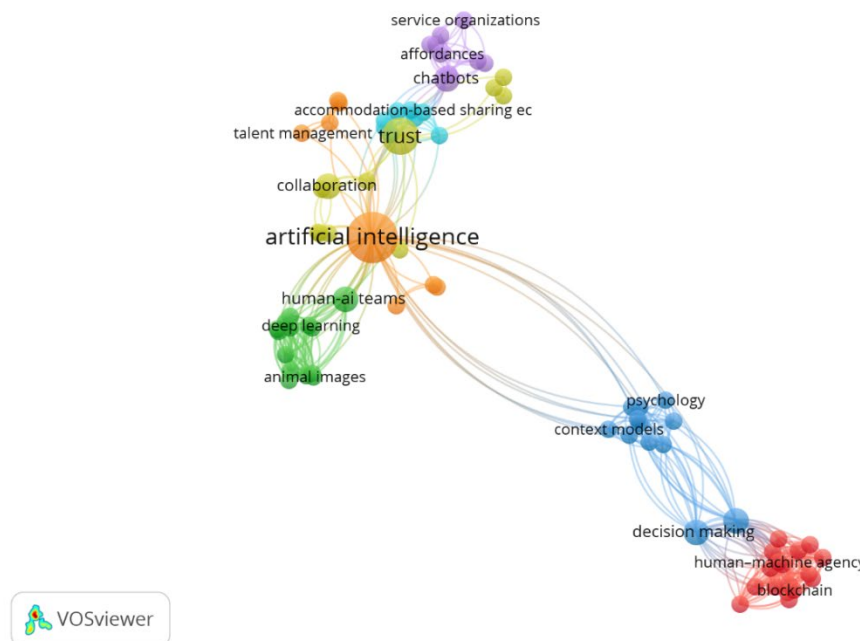 service organizations
affordances
chatbots
accommodation-based sharing ec
trust
talent management
collaboration
artificial intelligence
human-ai teams
deep learning
animal images
psychology
context models
decision making
human–machine agency
blockchain
VOSviewer